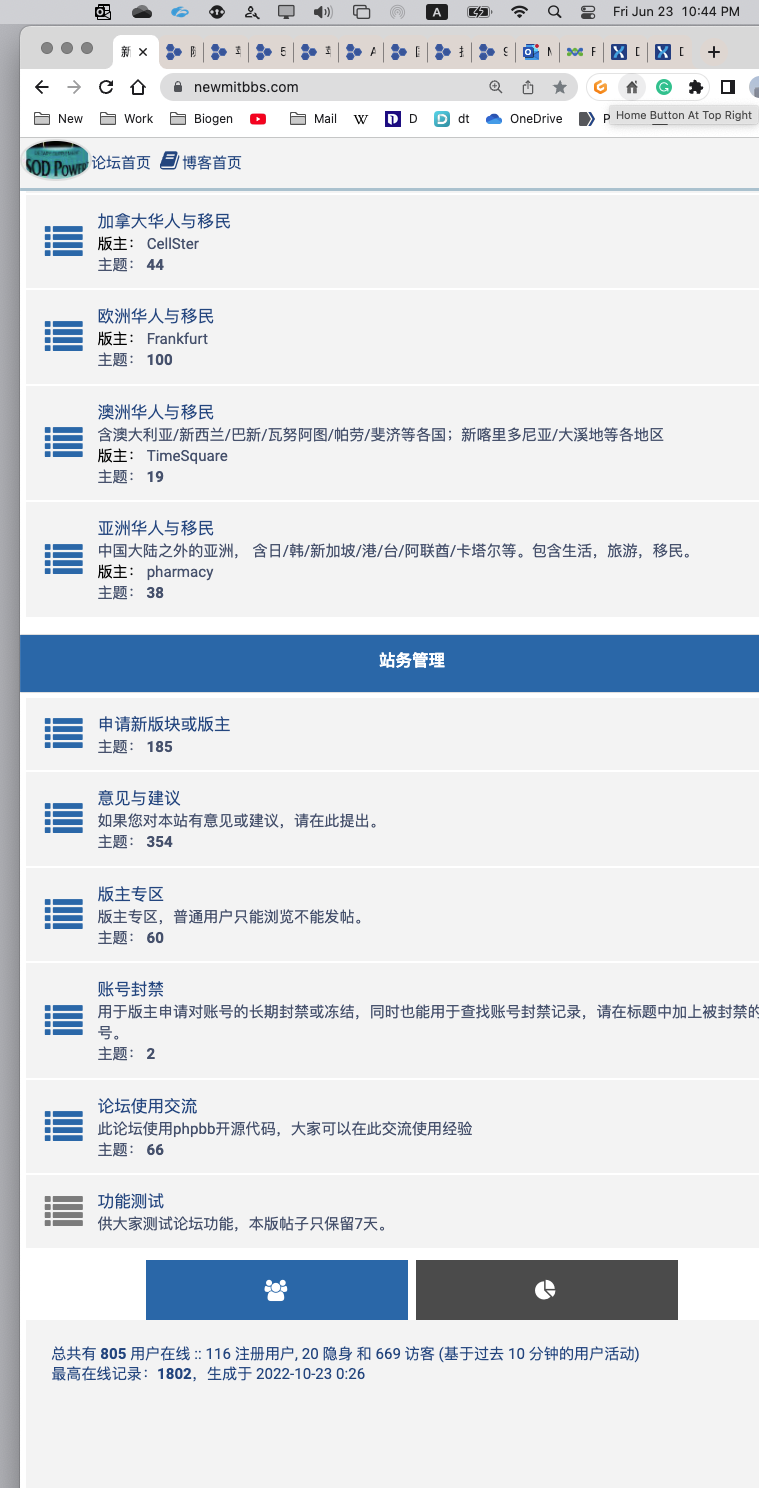 A
Fri Jun 23 10:44 PM
新
newmitbbs.com
New
Work
Biogen
Mail
W
D
dt
OneDrive
P
Home Button At Top Right
SOD POWER
论坛首页
博客首页
加拿大华人与移民
版主： CellSter
主题： 44
欧洲华人与移民
版主： Frankfurt
主题： 100
澳洲华人与移民
含澳大利亚/新西兰/巴新/瓦努阿图/帕劳/斐济等各国；新喀里多尼亚/大溪地等各地区
版主： TimeSquare
主题： 19
亚洲华人与移民
中国大陆之外的亚洲， 含日/韩/新加坡/港/台/阿联酋/卡塔尔等。包含生活，旅游，移民。
版主： pharmacy
主题： 38
站务管理
申请新版块或版主
主题： 185
意见与建议
如果您对本站有意见或建议，请在此提出。
主题： 354
版主专区
版主专区，普通用户只能浏览不能发帖。
主题： 60
账号封禁
用于版主申请对账号的长期封禁或冻结，同时也能用于查找账号封禁记录，请在标题中加上被封禁的
号。
主题： 2
论坛使用交流
此论坛使用phpbb开源代码，大家可以在此交流使用经验
主题： 66
功能测试
供大家测试论坛功能，本版帖子只保留7天。
总共有 805 用户在线 :: 116 注册用户, 20 隐身 和 669 访客 (基于过去 10 分钟的用户活动)
最高在线记录：1802，生成于 2022-10-23 0:26